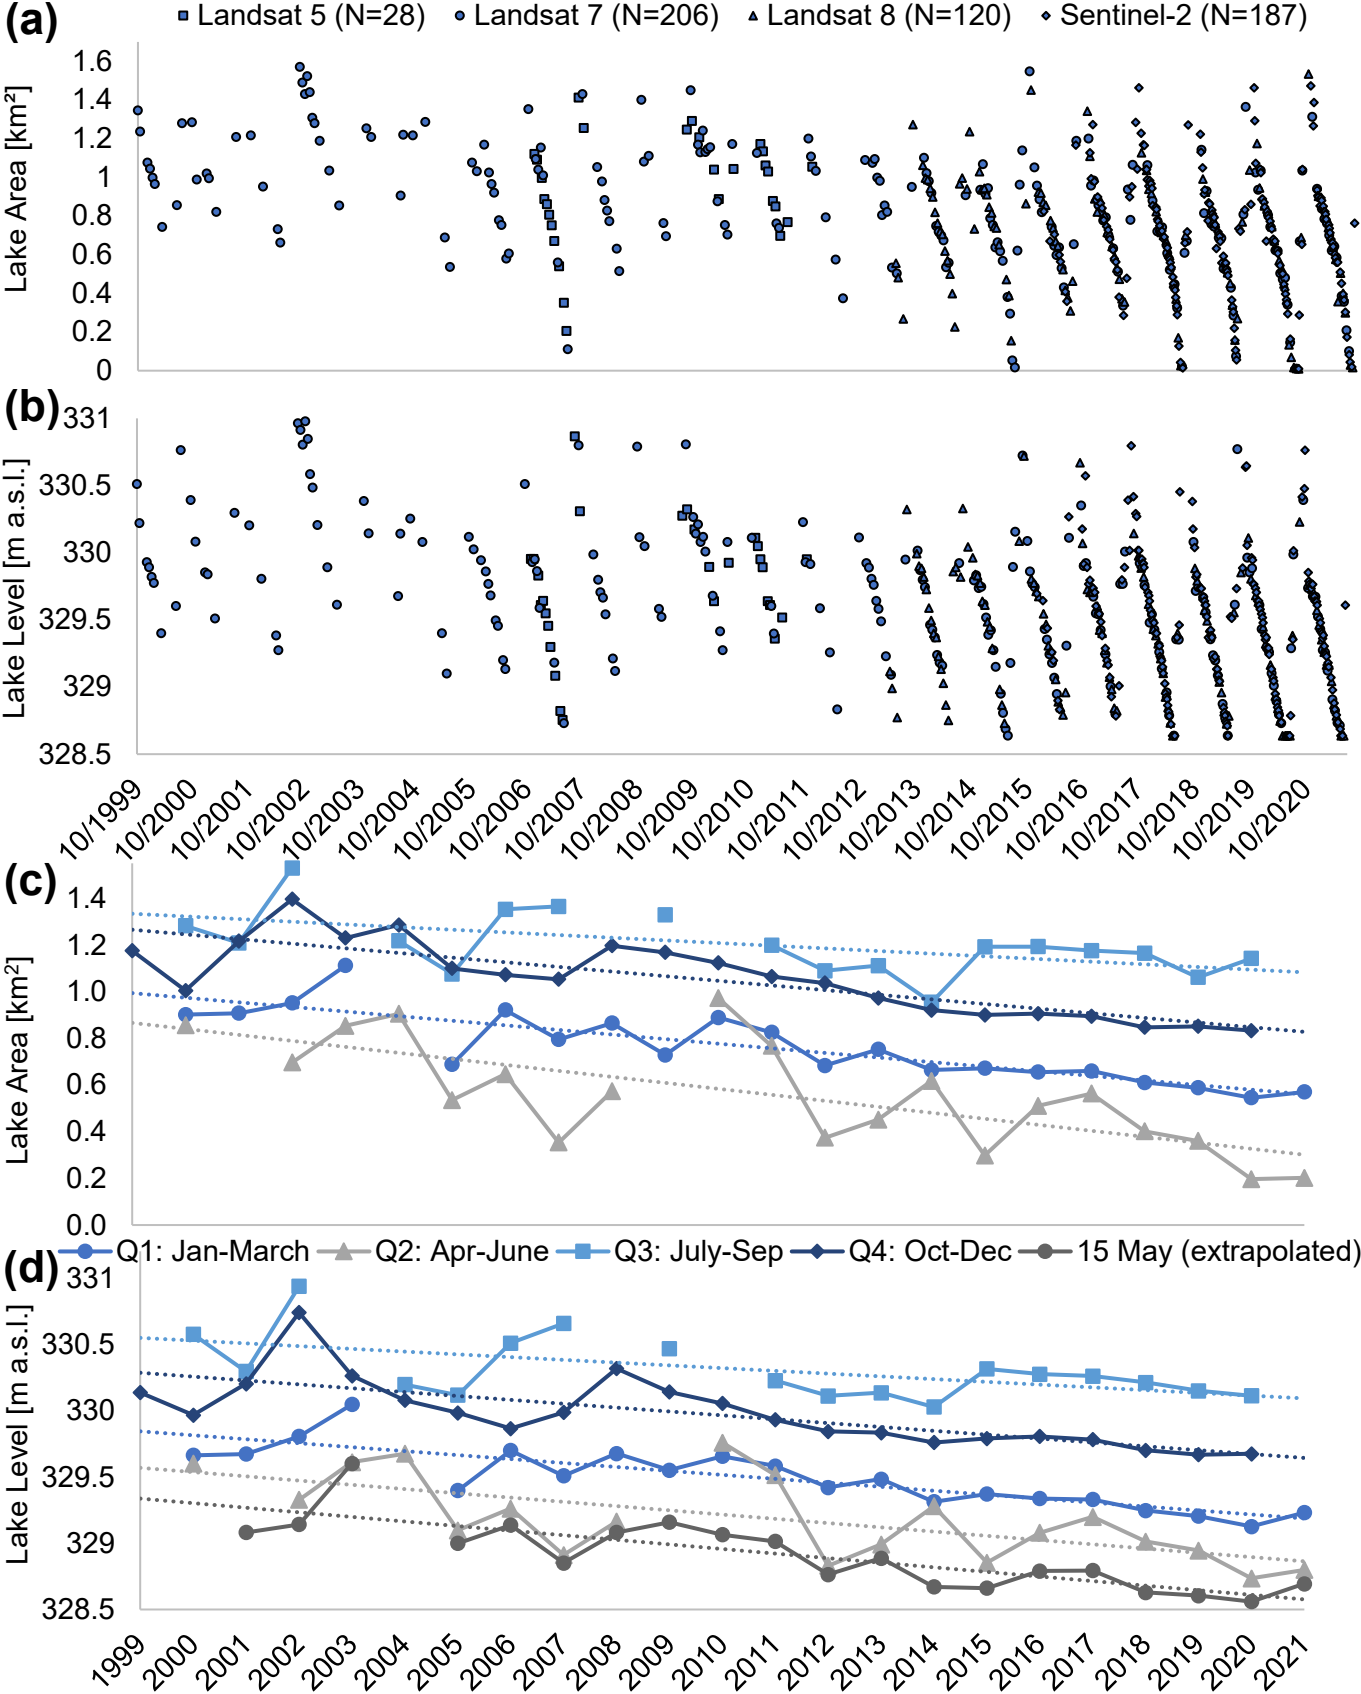 (a)
Landsat 5 (N=28) Landsat 7 (N=206) Landsat 8 (N=120) Sentinel-2 (N=187)
Lake Area [km²]
1.6
1.4
1.2
1
0.8
0.6
0.4
0.2
0
(b)
Lake Level [m a.s.l.]
331
330.5
330
329.5
329
328.5
10/1999 10/2000 10/2001 10/2002 10/2003 10/2004 10/2005 10/2006 10/2007 10/2008 10/2009 10/2010 10/2011 10/2012 10/2013 10/2014 10/2015 10/2016 10/2017 10/2018 10/2019 10/2020
(c)
Lake Area [km²]
1.4
1.2
1.0
0.8
0.6
0.4
0.2
0.0
Q1: Jan-March Q2: Apr-June Q3: July-Sep Q4: Oct-Dec 15 May (extrapolated)
(d)
Lake Level [m a.s.l.]
331
330.5
330
329.5
329
328.5
1999 2000 2001 2002 2003 2004 2005 2006 2007 2008 2009 2010 2011 2012 2013 2014 2015 2016 2017 2018 2019 2020 2021